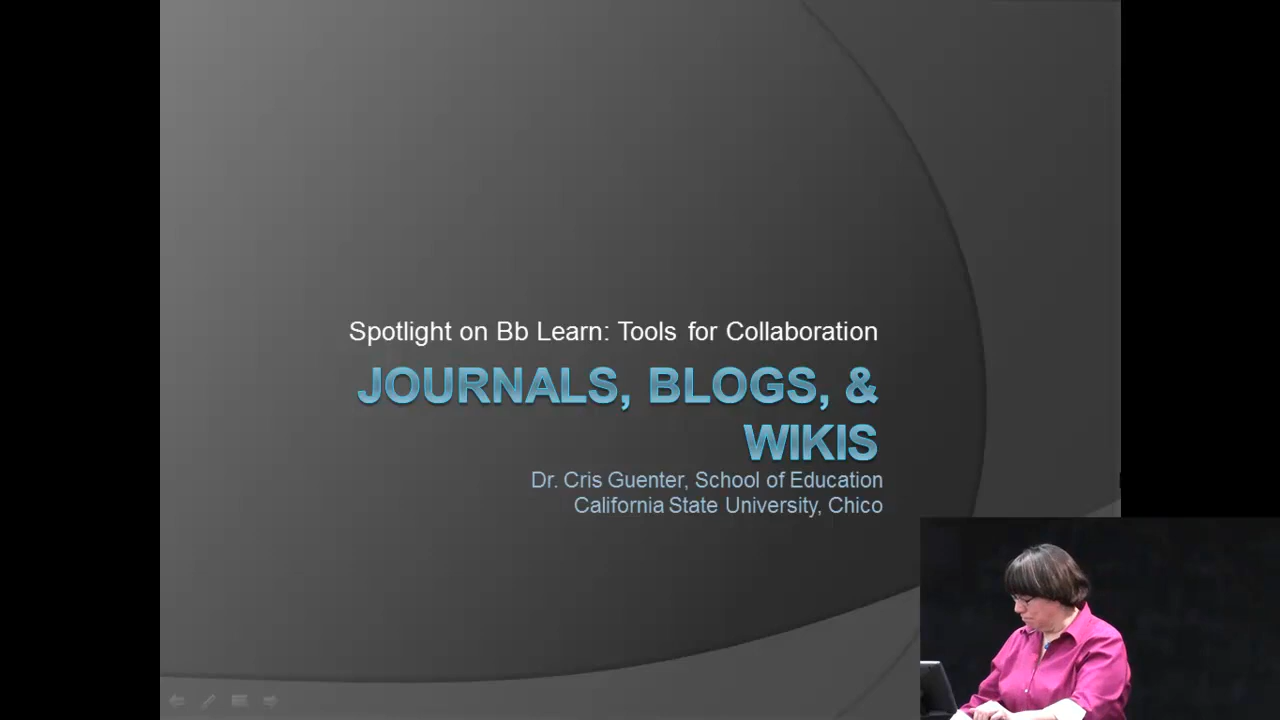 Spotlight on Bb Learn: Tools for Collaboration
JOURNALS, BLOGS, &
WIKIS
Dr. Cris Guenter, School of Education
California State University, Chico